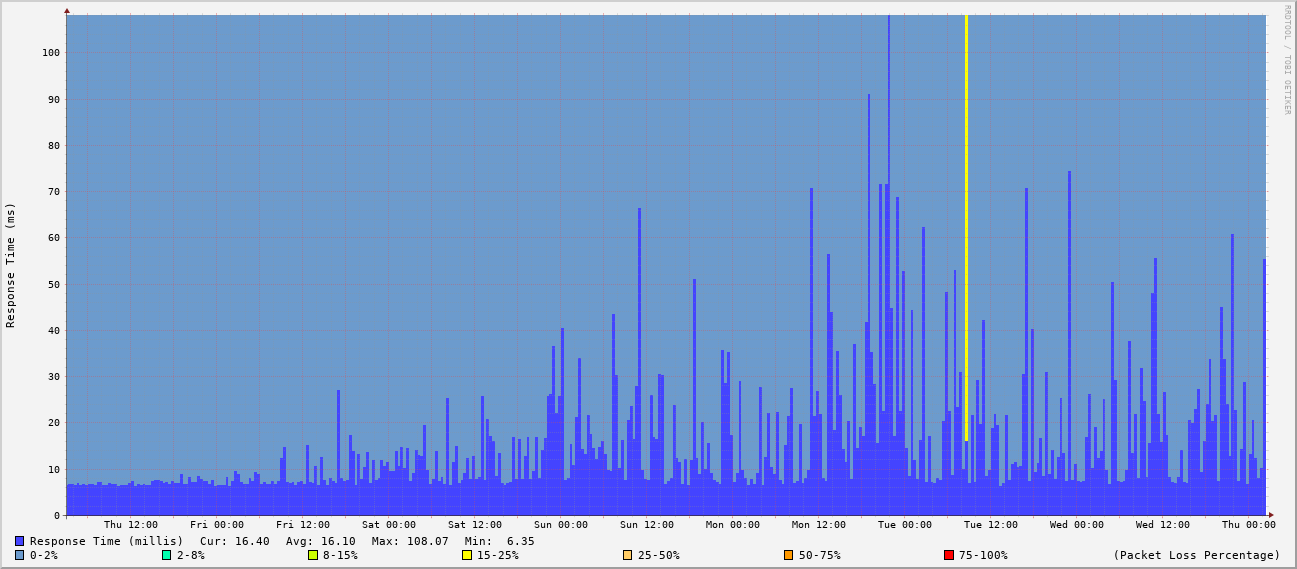 RRDTOOL / TOBI OETIKER
Response Time (ms)
100
90
80
70
60
50
40
30
20
10
0
Thu 12:00 Fri 00:00 Fri 12:00 Sat 00:00 Sat 12:00 Sun 00:00 Sun 12:00 Mon 00:00 Mon 12:00 Tue 00:00 Tue 12:00 Wed 00:00 Wed 12:00 Thu 00:00
Response Time (millis) Cur: 16.40 Avg: 16.10 Max: 108.07 Min: 6.35
0-2% 2-8% 8-15% 15-25% 25-50% 50-75% 75-100% (Packet Loss Percentage)